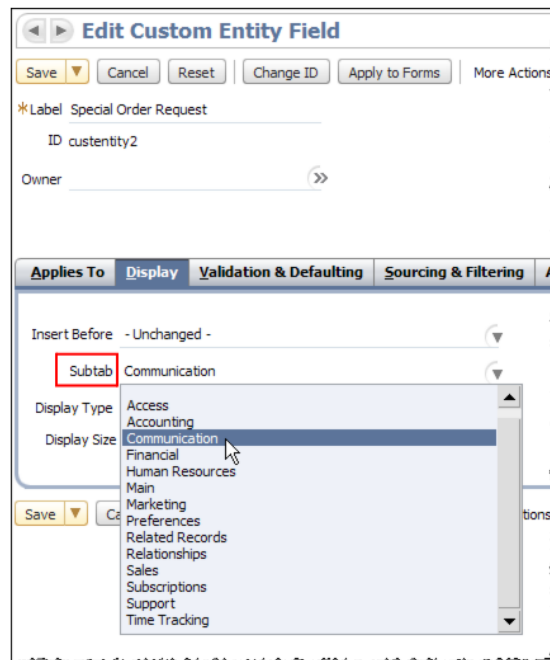 Edit Custom Entity Field
Save Cancel Reset Change ID Apply to Forms More Actions
*Label Special Order Request
ID custentity2
Owner
Applies To Display Validation & Defaulting Sourcing & Filtering
Insert Before - Unchanged -
Subtab Communication
Display Type
Display Size
Access
Accounting
Communication
Financial
Human Resources
Main
Marketing
Preferences
Related Records
Relationships
Sales
Subscriptions
Support
Time Tracking
Save